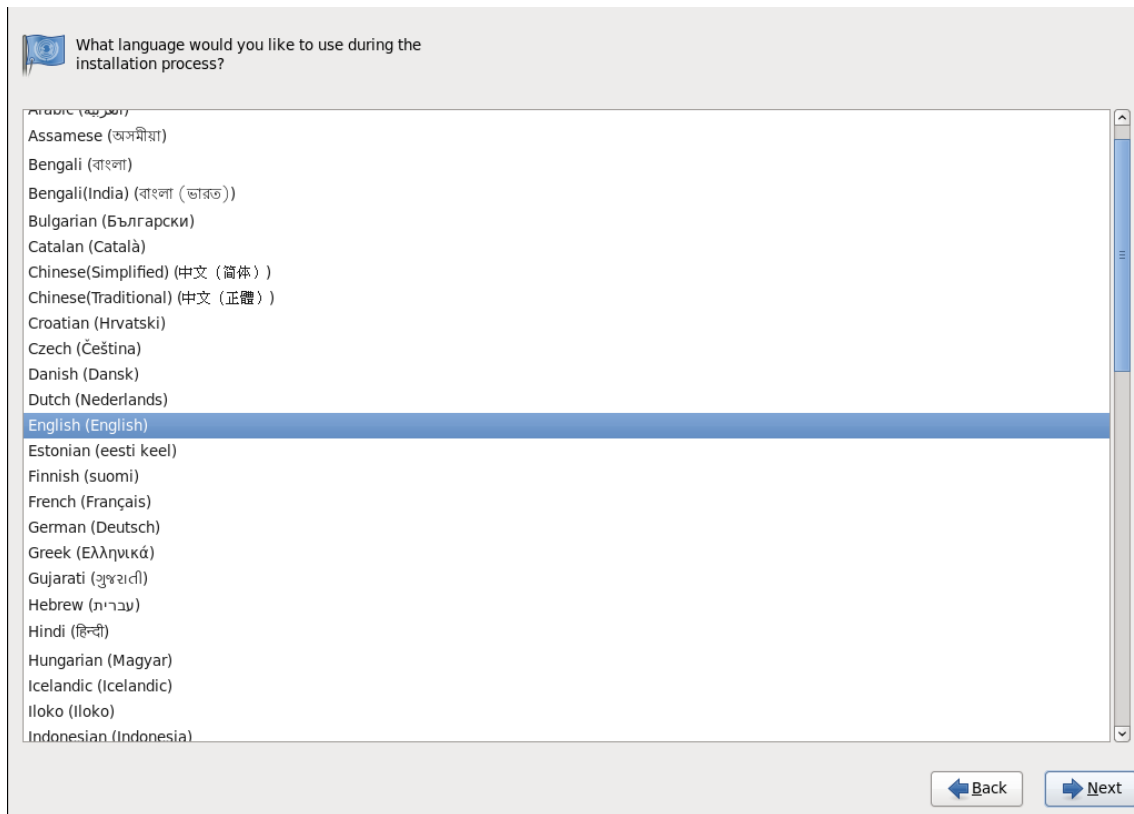 What language would you like to use during the
installation process?
Arabic (العربية)
Assamese (অসমীয়া)
Bengali (বাংলা)
Bengali(India) (বাংলা (ভারত))
Bulgarian (Български)
Catalan (Català)
Chinese(Simplified) (中文（简体）)
Chinese(Traditional) (中文（正體）)
Croatian (Hrvatski)
Czech (Čeština)
Danish (Dansk)
Dutch (Nederlands)
English (English)
Estonian (eesti keel)
Finnish (suomi)
French (Français)
German (Deutsch)
Greek (Ελληνικά)
Gujarati (ગુજરાતી)
Hebrew (עברית)
Hindi (हिन्दी)
Hungarian (Magyar)
Icelandic (Icelandic)
Iloko (Iloko)
Indonesian (Indonesia)
Back
Next